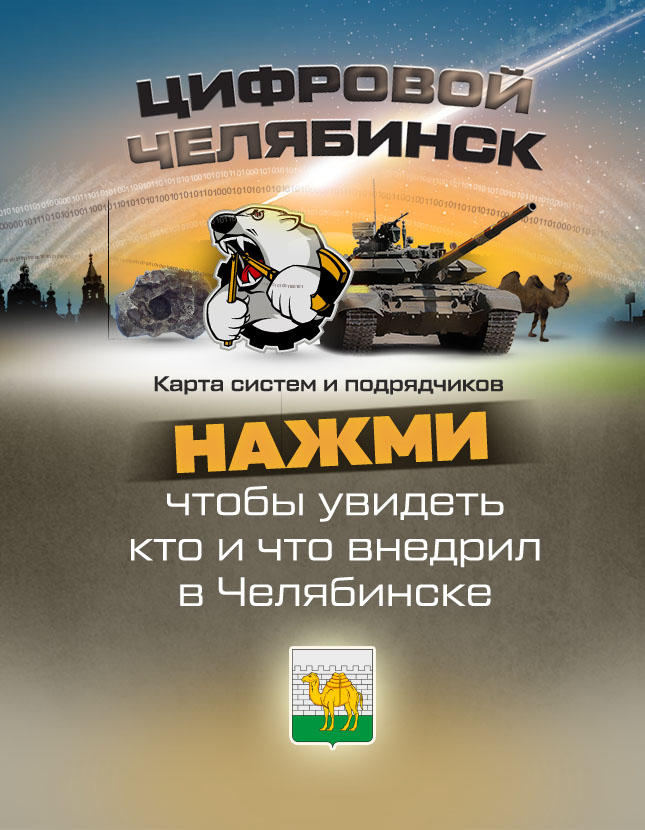 ЦИФРОВОЙ
ЧЕЛЯБИНСК
Карта систем и подрядчиков
НАЖМИ
чтобы увидеть
кто и что внедрил
в Челябинске